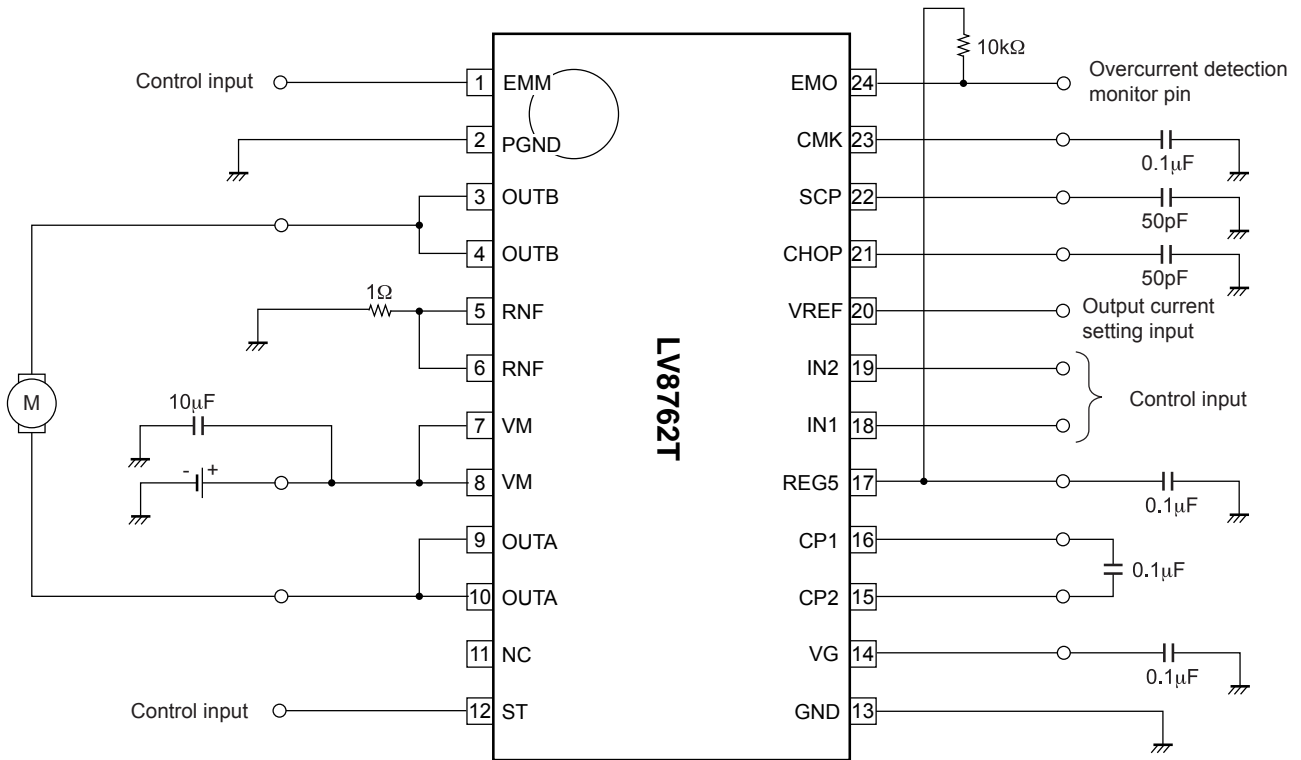 10kΩ
Control input
1
EMM
EMO
24
Overcurrent detection
monitor pin
2
PGND
CMK
23
0.1µF
3
OUTB
SCP
22
50pF
4
OUTB
CHOP
21
50pF
1Ω
5
RNF
VREF
20
Output current
setting input
LV8762T
6
RNF
IN2
19
M
10µF
Control input
7
VM
IN1
18
- +
8
VM
REG5
17
0.1µF
9
OUTA
CP1
16
0.1µF
10
OUTA
CP2
15
11
NC
VG
14
0.1µF
Control input
12
ST
GND
13